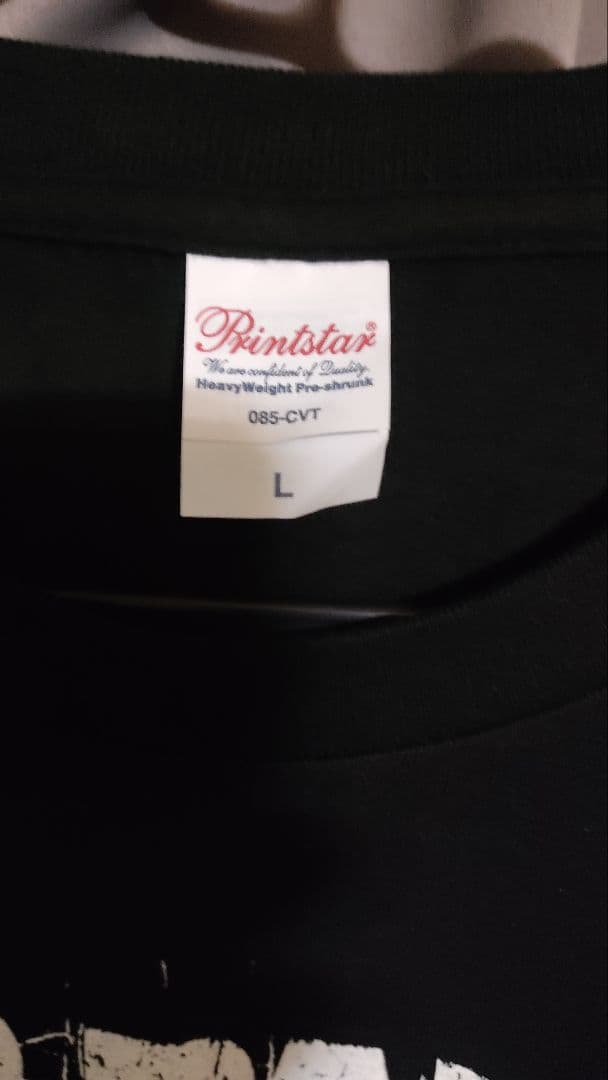 Printstar®
We are confident of Quality.
HeavyWeight Pre-shrunk
085-CVT
L